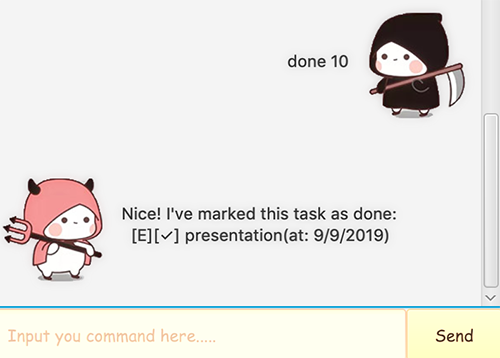 done 10
Nice! I've marked this task as done:
[E][✓] presentation(at: 9/9/2019)
Input you command here.....
Send